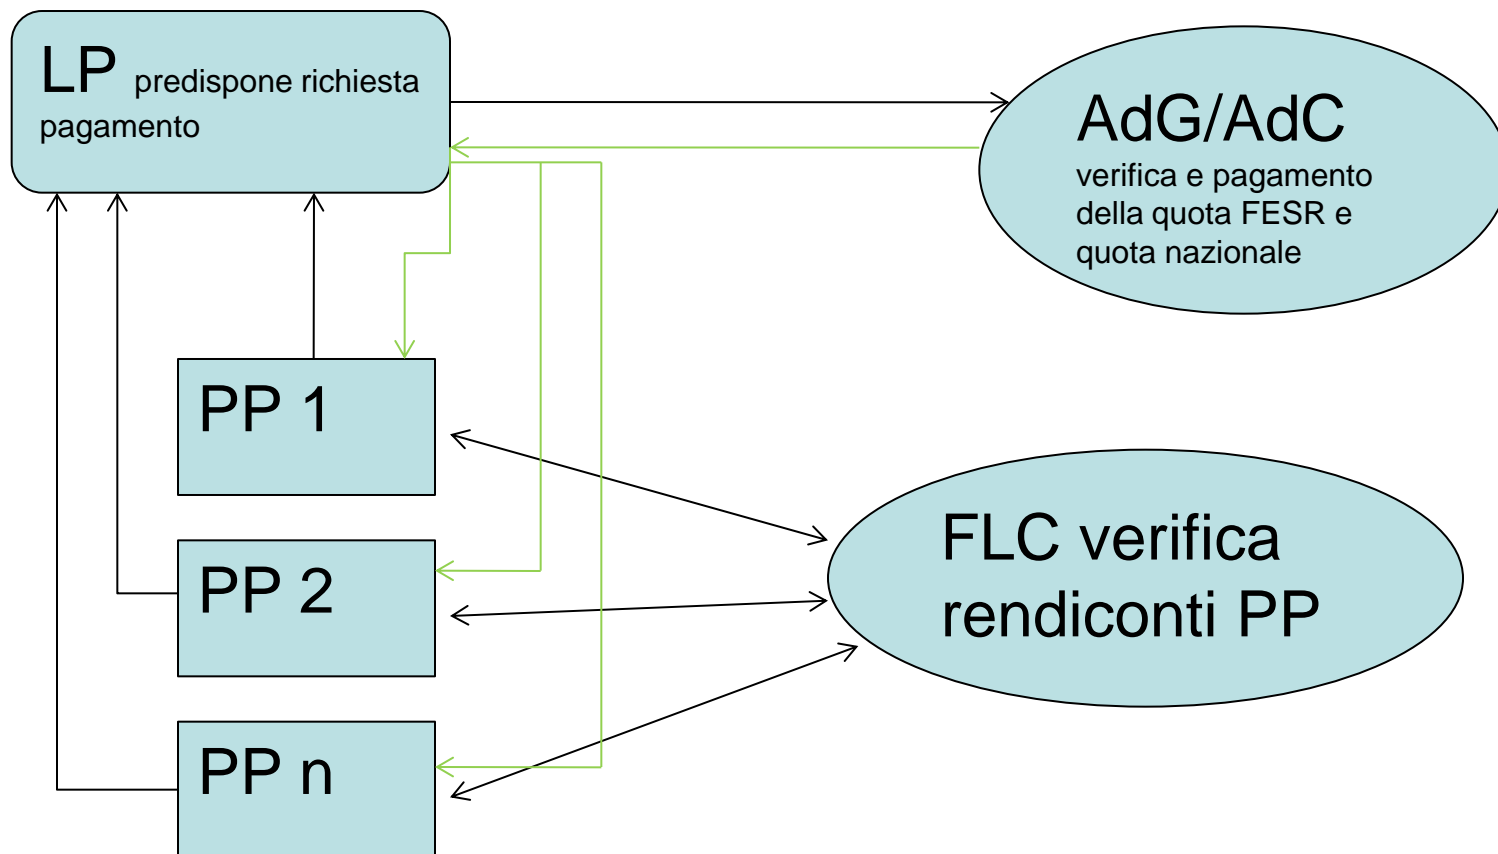 LP predispone richiesta
pagamento
AdG/AdC
verifica e pagamento
della quota FESR e
quota nazionale
PP 1
FLC verifica
rendiconti PP
PP 2
PP n